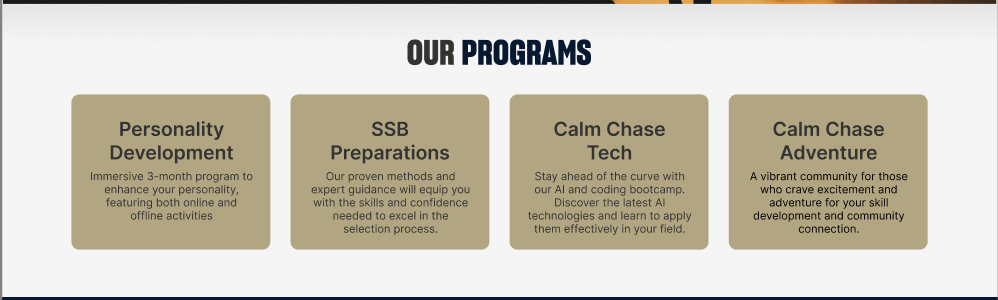 OUR PROGRAMS
Personality
Development
Immersive 3-month program to
enhance your personality,
featuring both online and
offline activities
SSB
Preparations
Our proven methods and
expert guidance will equip you
with the skills and confidence
needed to excel in the
selection process.
Calm Chase
Tech
Stay ahead of the curve with
our AI and coding bootcamp.
Discover the latest AI
technologies and learn to apply
them effectively in your field.
Calm Chase
Adventure
A vibrant community for those
who crave excitement and
adventure for your skill
development and community
connection.